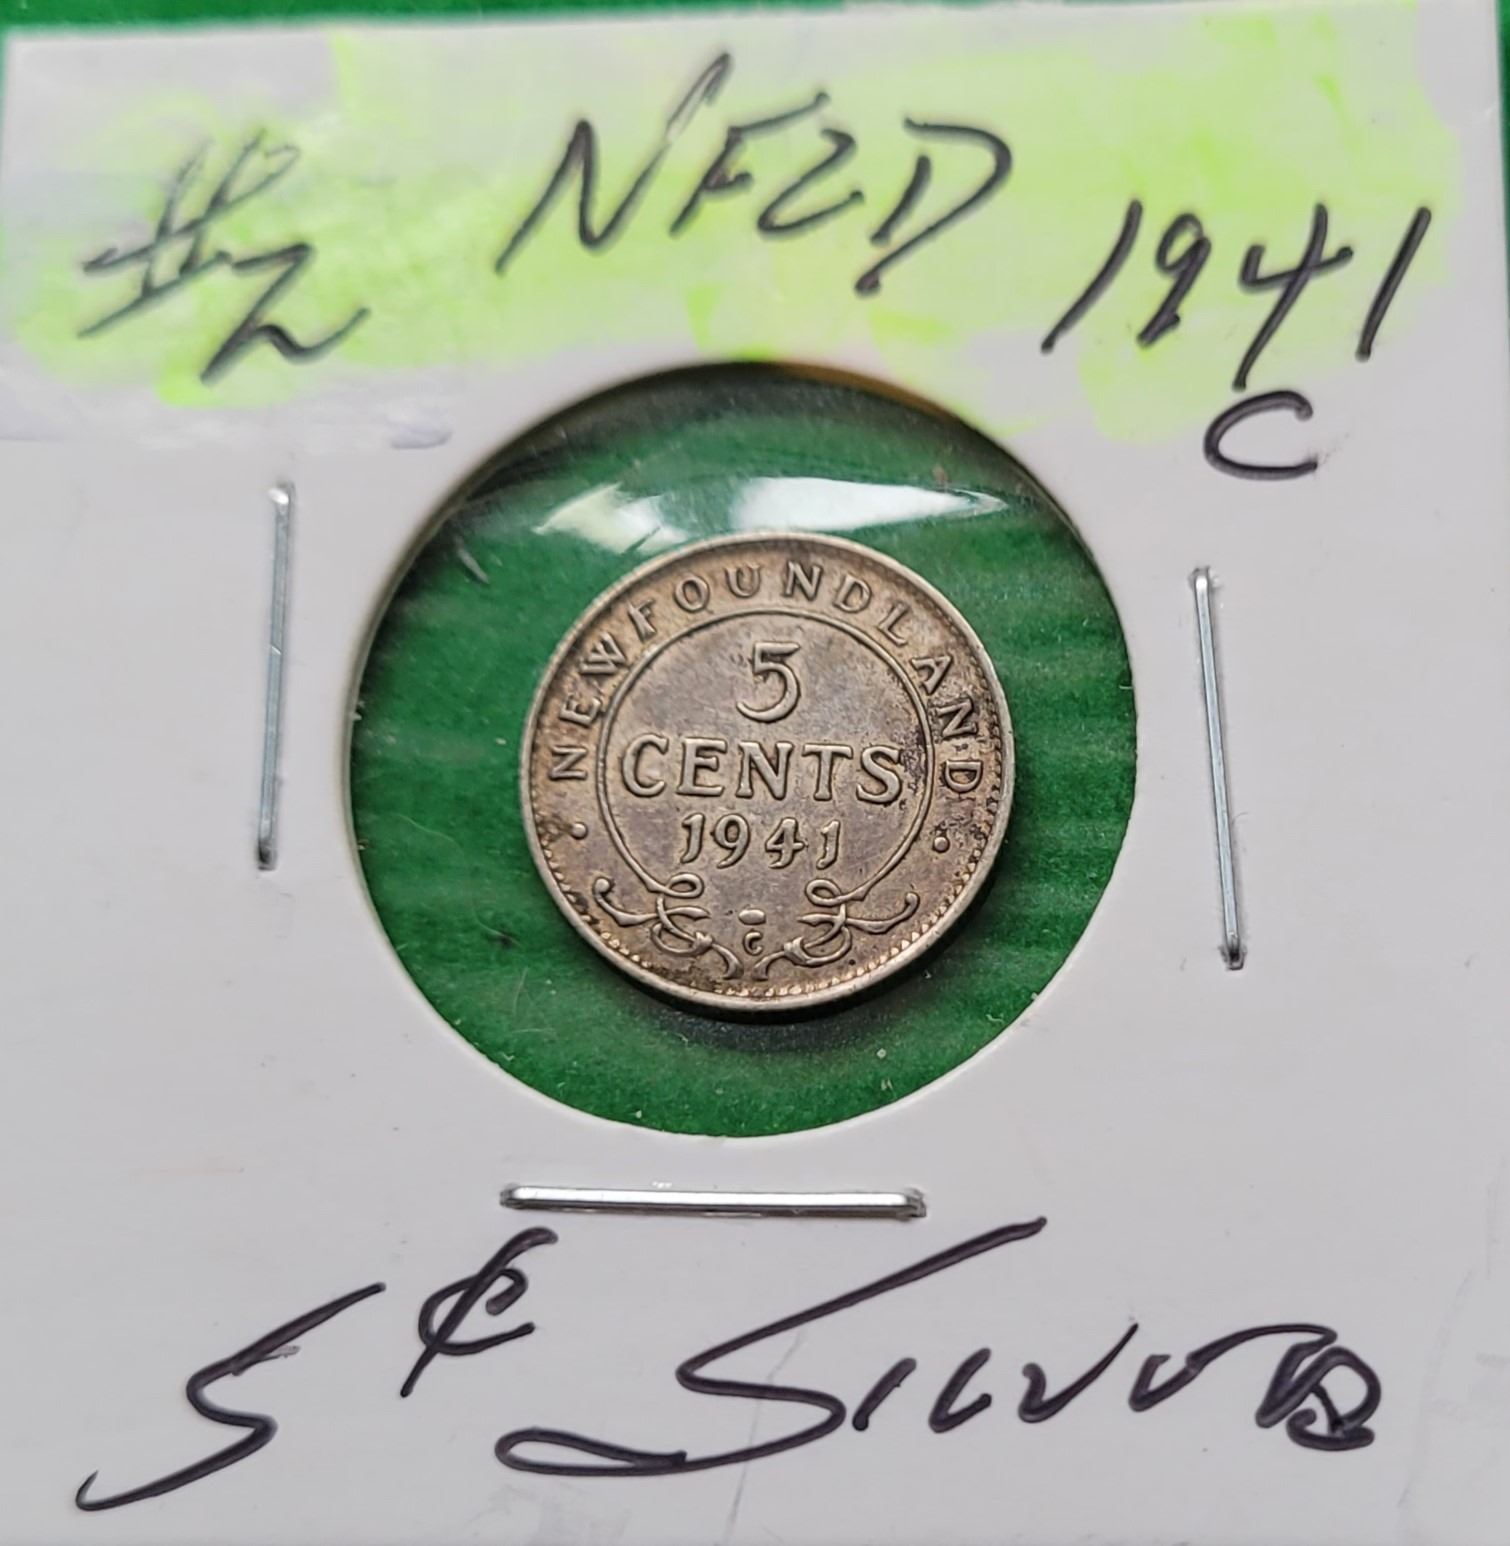 #2 NFLD 1941
C
NEWFOUNDLAND
5
CENTS
1941
C
5¢ SILVER